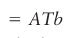 = ATb